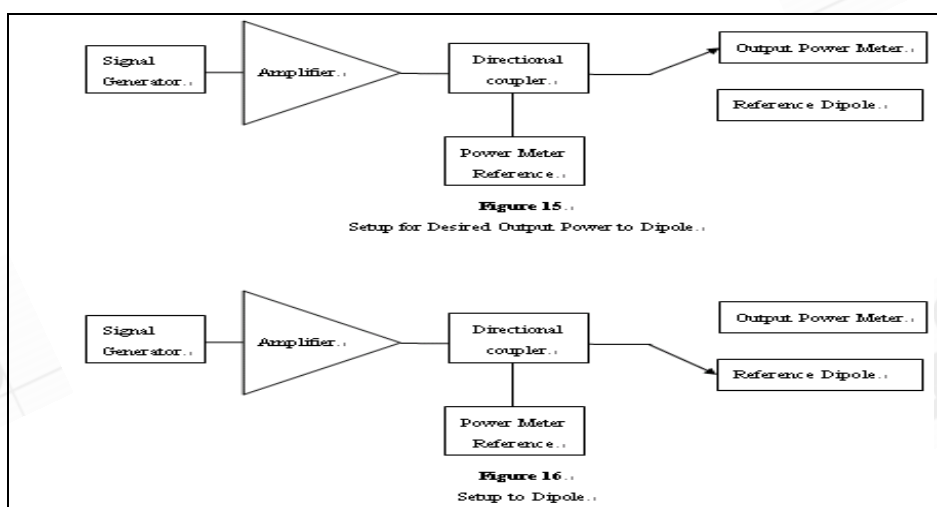 Signal
Generator.
Amplifier.
Directional
coupler.
Output Power Meter.
Reference Dipole.
Power Meter
Reference.
Figure 15.
Setup for Desired Output Power to Dipole.
Signal
Generator.
Amplifier.
Directional
coupler.
Output Power Meter.
Reference Dipole.
Power Meter
Reference.
Figure 16.
Setup to Dipole.